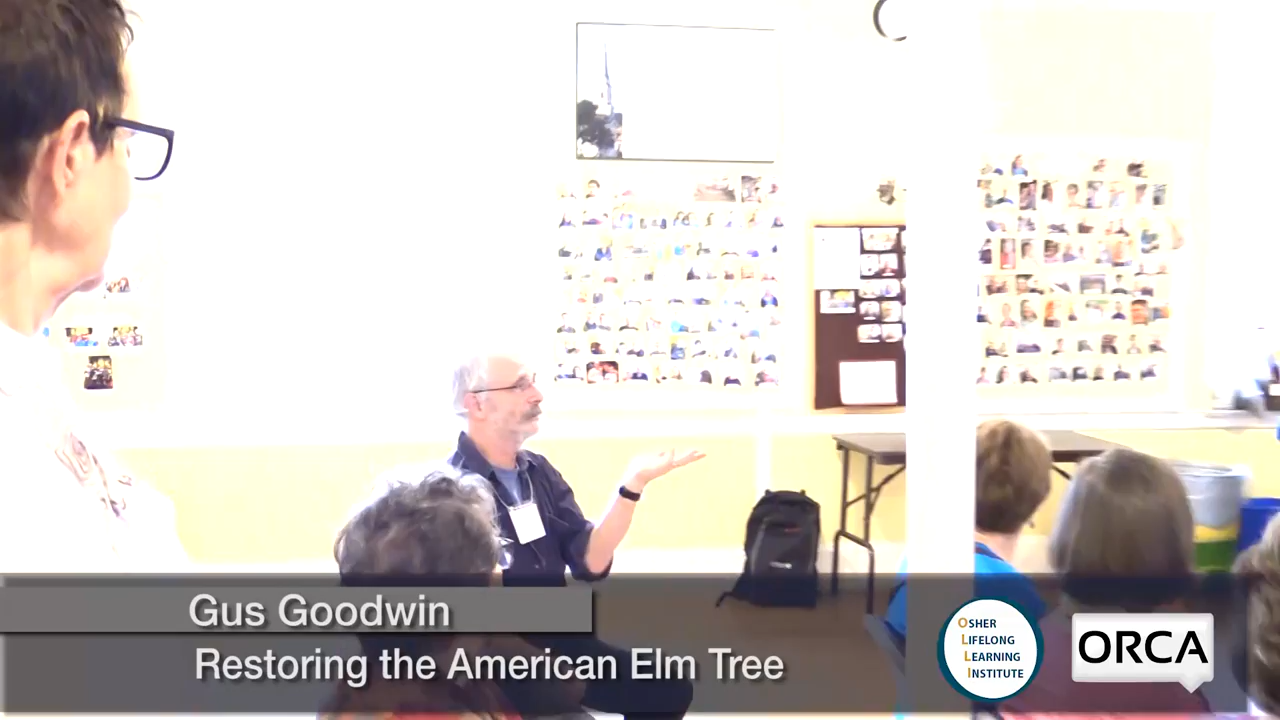 Gus Goodwin
Restoring the American Elm Tree
OSHER
LIFELONG
LEARNING
INSTITUTE
ORCA